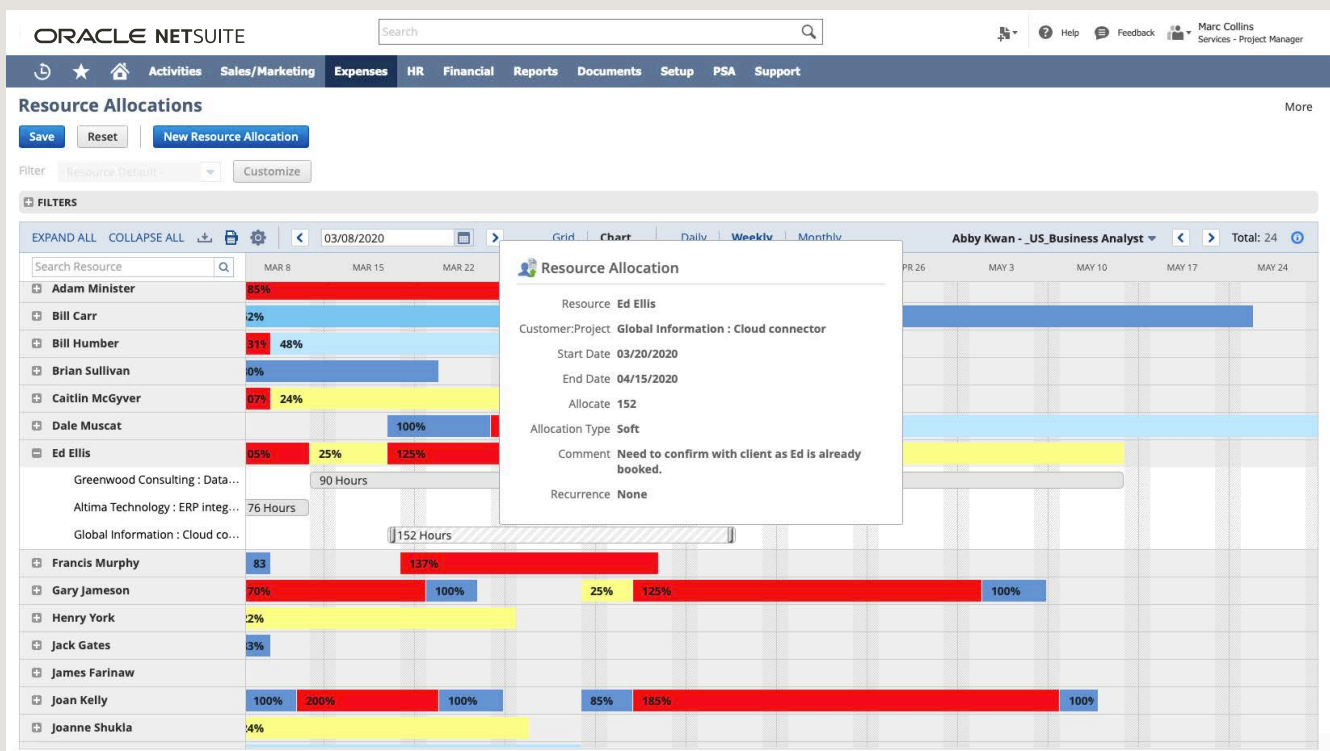 ORACLE NETSUITE
Search
Help
Feedback
Marc Collins
Services - Project Manager
Activities Sales/Marketing Expenses HR Financial Reports Documents Setup PSA Support
Resource Allocations
More
Save Reset New Resource Allocation
Filter - Resource Default - Customize
FILTERS
EXPAND ALL COLLAPSE ALL 03/08/2020 Grid Chart Daily Weekly Monthly Abby Kwan - _US_Business Analyst Total: 24
Search Resource MAR 8 MAR 15 MAR 22 PR 26 MAY 3 MAY 10 MAY 17 MAY 24
Resource Allocation
Resource Ed Ellis
Customer:Project Global Information : Cloud connector
Start Date 03/20/2020
End Date 04/15/2020
Allocate 152
Allocation Type Soft
Comment Need to confirm with client as Ed is already
booked.
Recurrence None
Adam Minister 85%
Bill Carr 2%
Bill Humber 31% 48%
Brian Sullivan 0%
Caitlin McGyver 07% 24%
Dale Muscat 100%
Ed Ellis 05% 25% 125%
Greenwood Consulting : Data... 90 Hours
Altima Technology : ERP integ... 76 Hours
Global Information : Cloud co... 152 Hours
Francis Murphy 83 137%
Gary Jameson 70% 100% 25% 125% 100%
Henry York 2%
Jack Gates 3%
James Farinaw
Joan Kelly 100% 200% 100% 85% 185% 100%
Joanne Shukla 4%